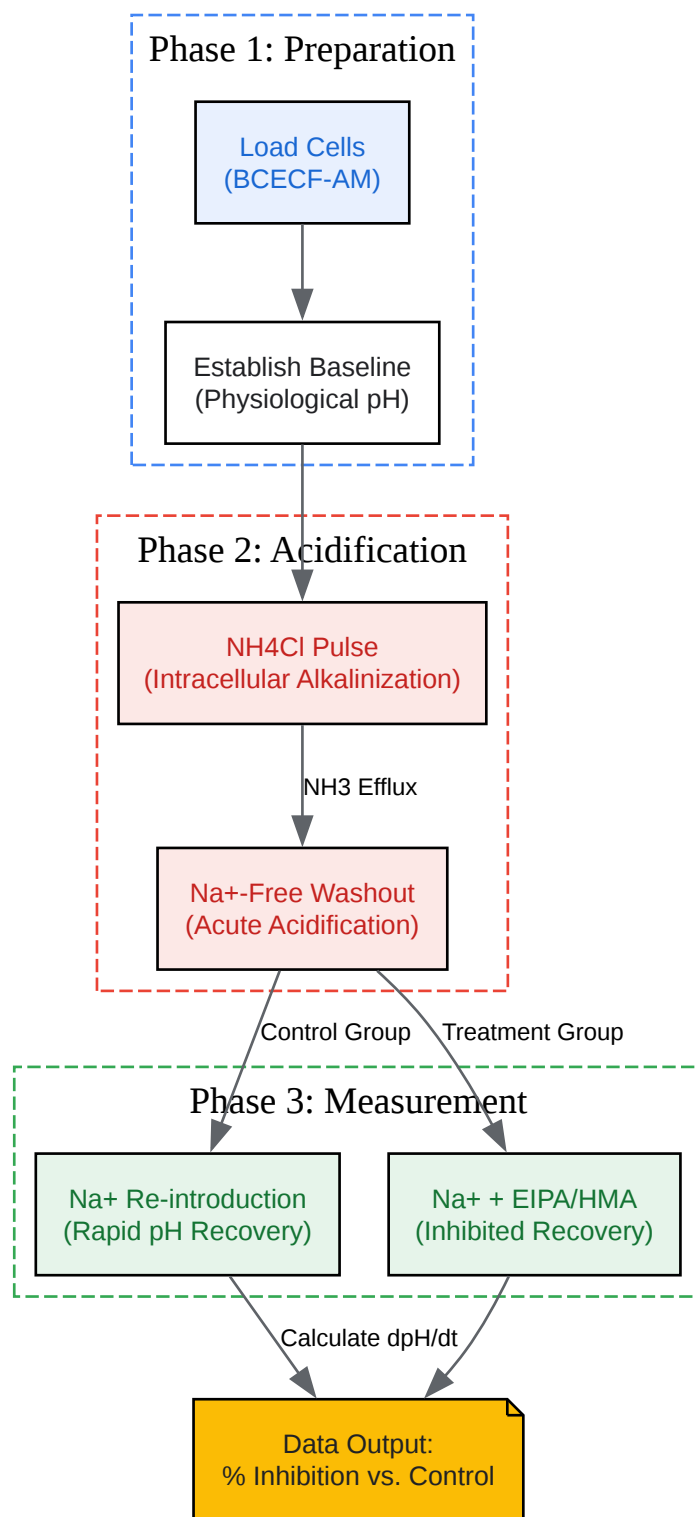 Phase 1: Preparation
Load Cells
(BCECF-AM)
Establish Baseline
(Physiological pH)
Phase 2: Acidification
NH4Cl Pulse
(Intracellular Alkalinization)
NH3 Efflux
Na+-Free Washout
(Acute Acidification)
Control Group
Treatment Group
Phase 3: Measurement
Na+ Re-introduction
(Rapid pH Recovery)
Na+ + EIPA/HMA
(Inhibited Recovery)
Calculate dpH/dt
Data Output:
% Inhibition vs. Control